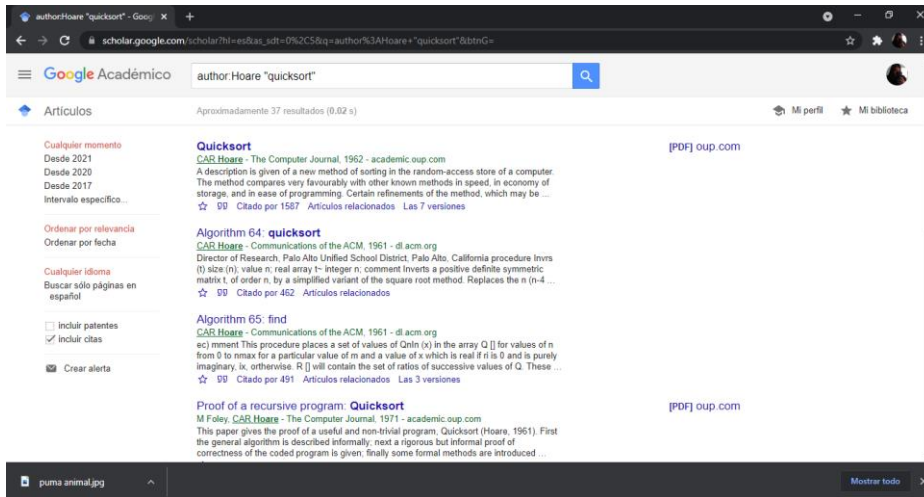 author:Hoare "quicksort" - Goog
scholar.google.com/scholar?hl=es&as_sdt=0%2C5&q=author%3AHoare+"quicksort"&btnG=
Google Académico
author:Hoare "quicksort"
Artículos
Aproximadamente 37 resultados (0.02 s)
Mi perfil
Mi biblioteca
Cualquier momento
Desde 2021
Desde 2020
Desde 2017
Intervalo específico...
Ordenar por relevancia
Ordenar por fecha
Cualquier idioma
Buscar sólo páginas en
español
incluir patentes
incluir citas
Crear alerta
Quicksort
[PDF] oup.com
CAR Hoare - The Computer Journal, 1962 - academic.oup.com
A description is given of a new method of sorting in the random-access store of a computer.
The method compares very favourably with other known methods in speed, in economy of
storage, and in ease of programming. Certain refinements of the method, which may be ...
Citado por 1587 Artículos relacionados Las 7 versiones
Algorithm 64: quicksort
CAR Hoare - Communications of the ACM, 1961 - dl.acm.org
Director of Research, Palo Alto Unified School District, Palo Alto, California procedure Invrs
(t) size:(n); value n; real array t~ integer n; comment Inverts a positive definite symmetric
matrix t, of order n, by a simplified variant of the square root method. Replaces the n (n-4 ...
Citado por 462 Artículos relacionados
Algorithm 65: find
CAR Hoare - Communications of the ACM, 1961 - dl.acm.org
ec) mment This procedure places a set of values of QnIn (x) in the array Q [] for values of n
from 0 to nmax for a particular value of m and a value of x which is real if ri is 0 and is purely
imaginary, ix, ortherwise. R [] will contain the set of ratios of successive values of Q. These ...
Citado por 491 Artículos relacionados Las 3 versiones
Proof of a recursive program: Quicksort
[PDF] oup.com
M Foley, CAR Hoare - The Computer Journal, 1971 - academic.oup.com
This paper gives the proof of a useful and non-trivial program, Quicksort (Hoare, 1961). First
the general algorithm is described informally; next a rigorous but informal proof of
correctness of the coded program is given; finally some formal methods are introduced ...
puma animal.jpg
Mostrar todo